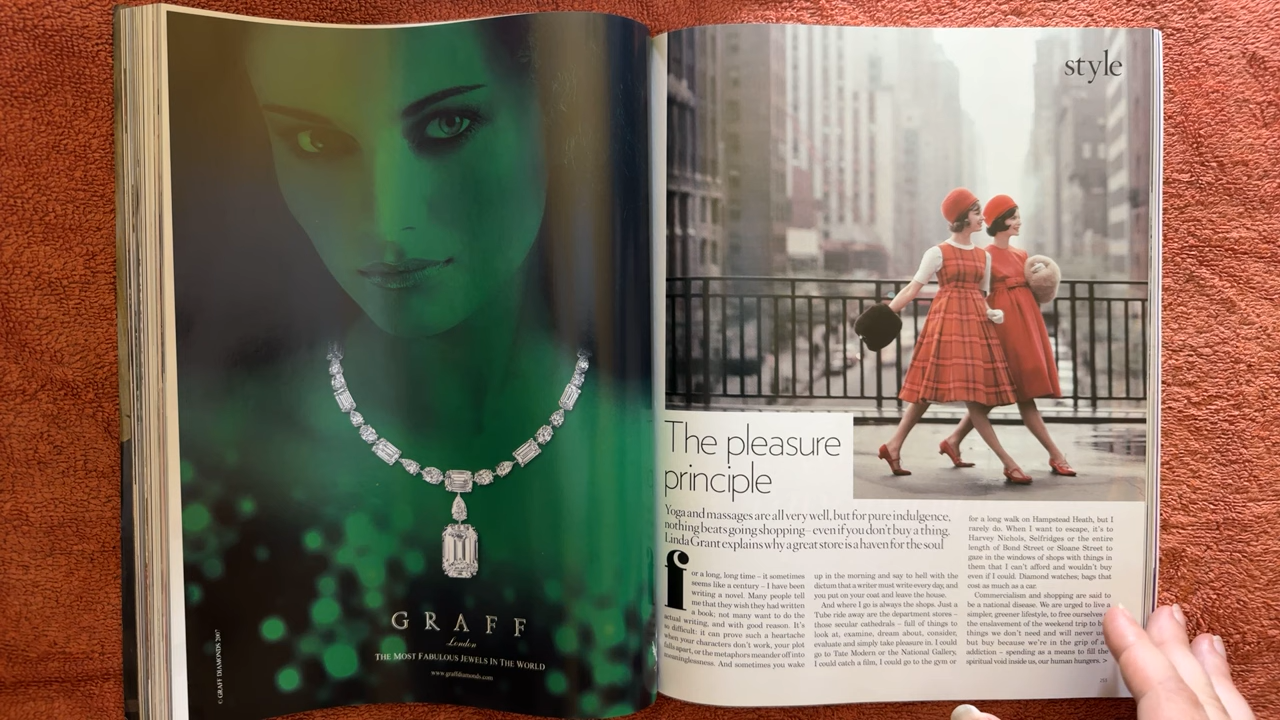 © GRAFF DIAMONDS 2007
GRAFF
London
THE MOST FABULOUS JEWELS IN THE WORLD
www.graffdiamonds.com
style
The pleasure
principle
Yoga and massages are all very well, but for pure indulgence,
nothing beats going shopping – even if you don't buy a thing.
Linda Grant explains why a great store is a haven for the soul
for a long, long time – it sometimes
seems like a century – I have been
writing a novel. Many people tell
me that they wish they had written
a book; not many want to do the
actual writing, and with good reason. It's
so difficult: it can prove such a heartache
when your characters don't work, your plot
falls apart, or the metaphors meander off into
meaninglessness. And sometimes you wake
up in the morning and say to hell with the
dictum that a writer must write every day, and
you put on your coat and leave the house.
And where I go is always the shops. Just a
Tube ride away are the department stores –
those secular cathedrals – full of things to
look at, examine, dream about, consider,
evaluate and simply take pleasure in. I could
go to Tate Modern or the National Gallery,
I could catch a film, I could go to the gym or
for a long walk on Hampstead Heath, but I
rarely do. When I want to escape, it's to
Harvey Nichols, Selfridges or the entire
length of Bond Street or Sloane Street to
gaze in the windows of shops with things in
them that I can't afford and wouldn't buy
even if I could. Diamond watches; bags that
cost as much as a car.
Commercialism and shopping are said to
be a national disease. We are urged to live a
simpler, greener lifestyle, to free ourselves
the enslavement of the weekend trip to b
things we don't need and will never us
but buy because we're in the grip of a
addiction – spending as a means to fill the
spiritual void inside us, our human hungers. >